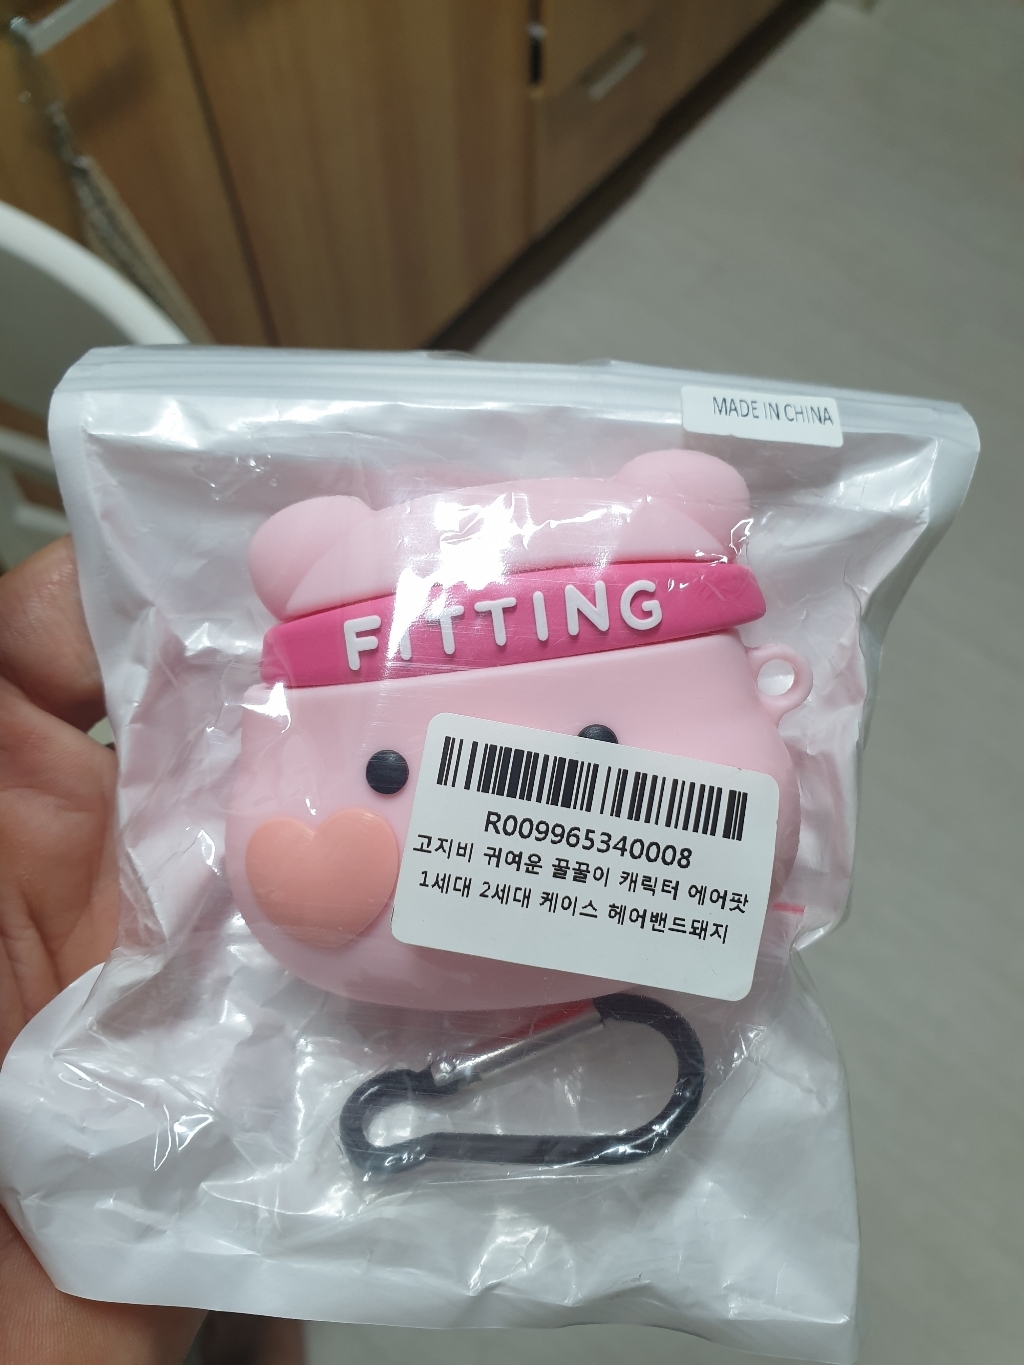 MADE IN CHINA
FITTING
R009965340008
고지비 귀여운 꿀꿀이 캐릭터 에어팟
1세대 2세대 케이스 헤어밴드돼지